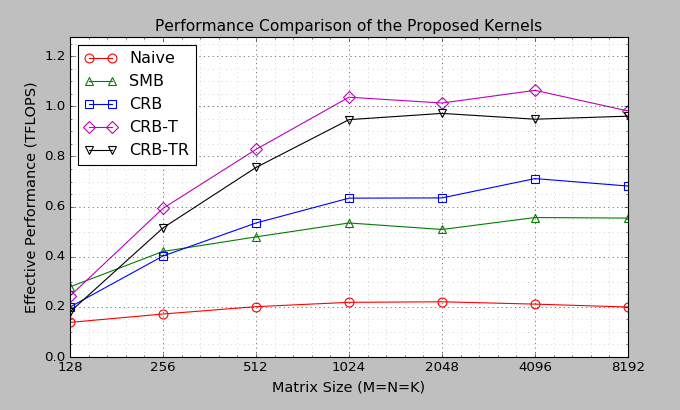 Performance Comparison of the Proposed Kernels
Effective Performance (TFLOPS)
1.2
1.0
0.8
0.6
0.4
0.2
0.0
Naive
SMB
CRB
CRB-T
CRB-TR
128 256 512 1024 2048 4096 8192
Matrix Size (M=N=K)